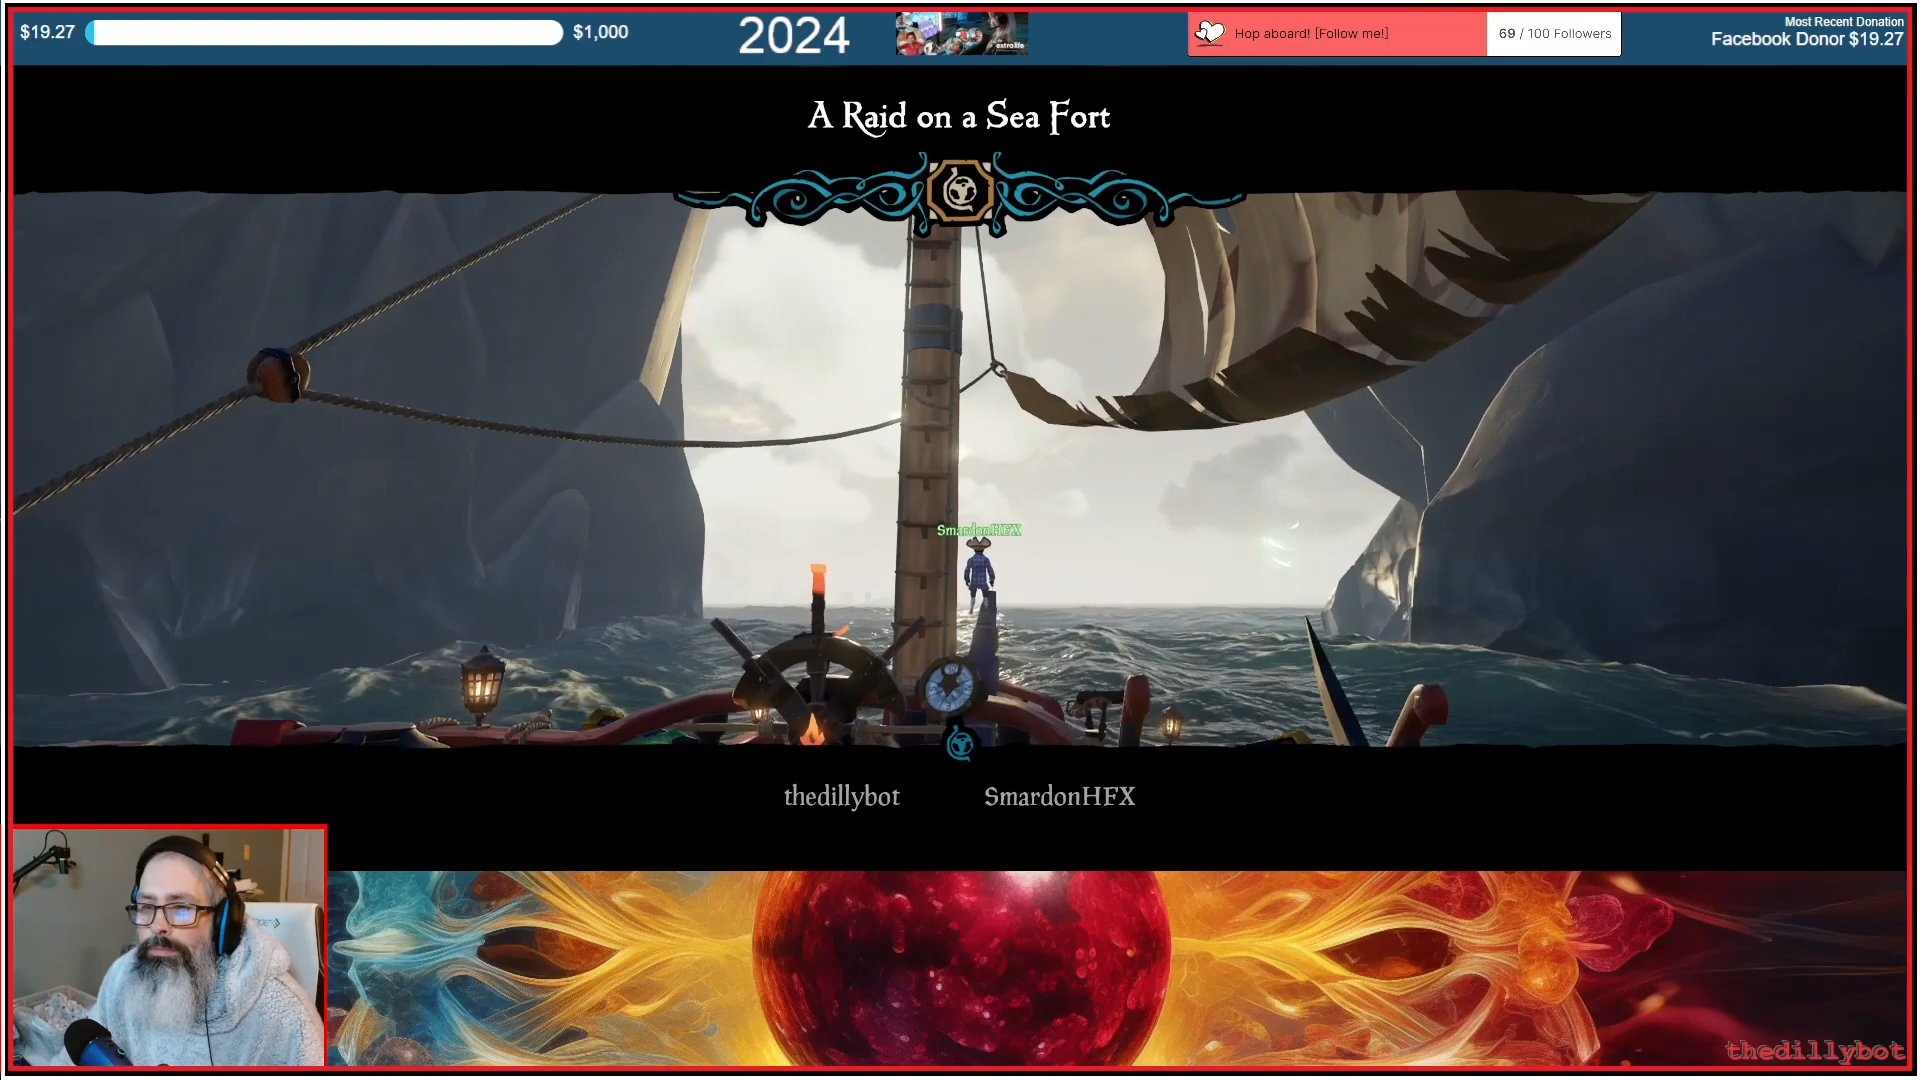 $19.27
$1,000
2024
extralife
Hop aboard! [Follow me!]
69 / 100 Followers
Most Recent Donation
Facebook Donor $19.27
A Raid on a Sea Fort
SmardonHFX
thedillybot
SmardonHFX
thedillybot